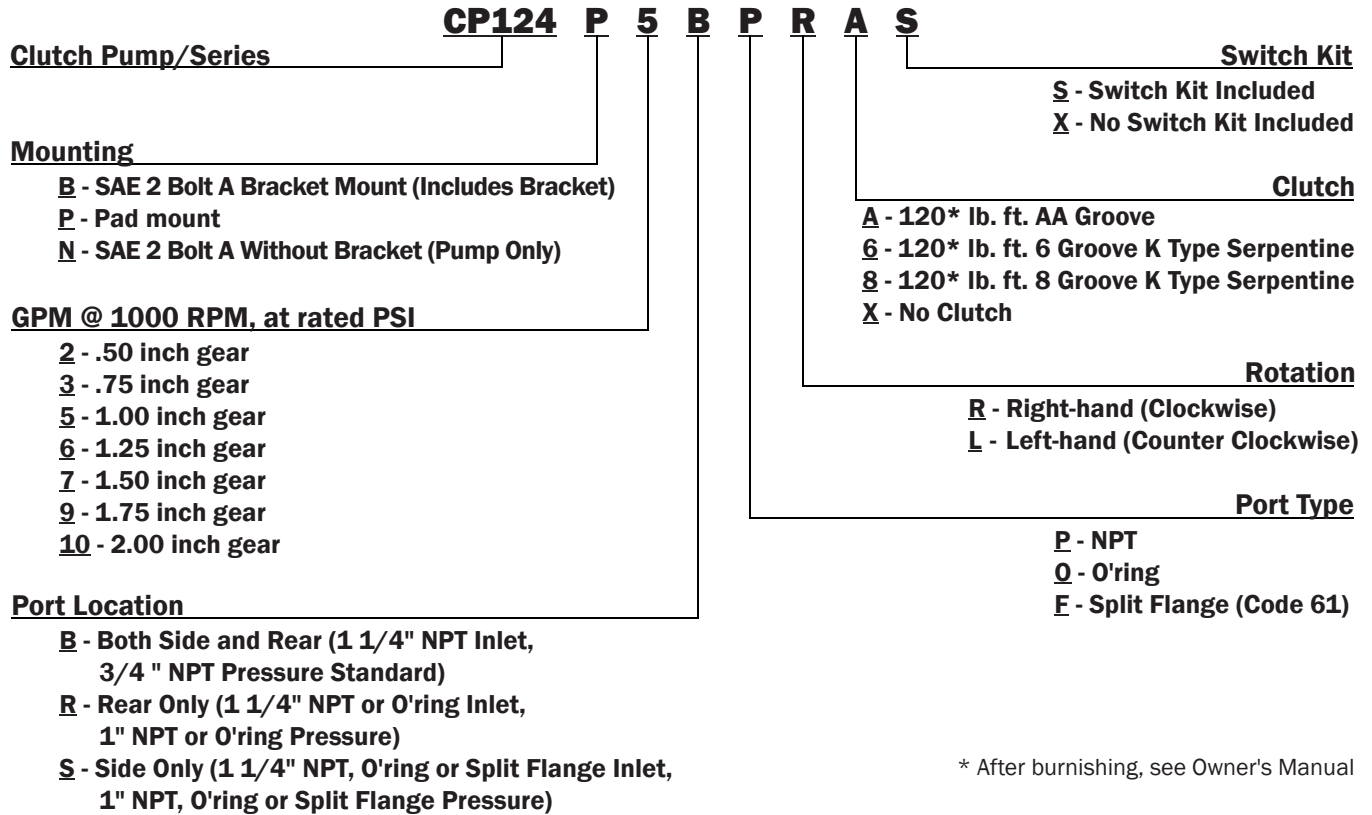 CP124 P 5 B P R A S
Clutch Pump/Series
Mounting
B - SAE 2 Bolt A Bracket Mount (Includes Bracket)
P - Pad mount
N - SAE 2 Bolt A Without Bracket (Pump Only)
GPM @ 1000 RPM, at rated PSI
2 - .50 inch gear
3 - .75 inch gear
5 - 1.00 inch gear
6 - 1.25 inch gear
7 - 1.50 inch gear
9 - 1.75 inch gear
10 - 2.00 inch gear
Port Location
B - Both Side and Rear (1 1/4" NPT Inlet,
3/4 " NPT Pressure Standard)
R - Rear Only (1 1/4" NPT or O'ring Inlet,
1" NPT or O'ring Pressure)
S - Side Only (1 1/4" NPT, O'ring or Split Flange Inlet,
1" NPT, O'ring or Split Flange Pressure)
Switch Kit
S - Switch Kit Included
X - No Switch Kit Included
Clutch
A - 120* lb. ft. AA Groove
6 - 120* lb. ft. 6 Groove K Type Serpentine
8 - 120* lb. ft. 8 Groove K Type Serpentine
X - No Clutch
Rotation
R - Right-hand (Clockwise)
L - Left-hand (Counter Clockwise)
Port Type
P - NPT
O - O'ring
F - Split Flange (Code 61)
* After burnishing, see Owner's Manual